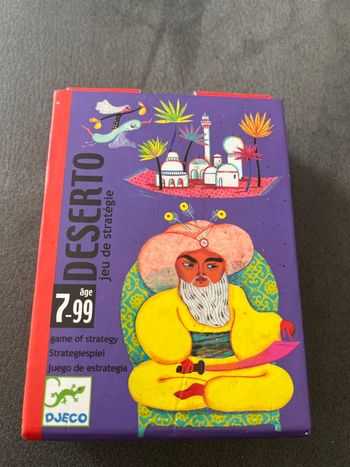 DESERTO
jeu de stratégie
âge
7-99
game of strategy
Strategiespiel
juego de estrategia
DJECO